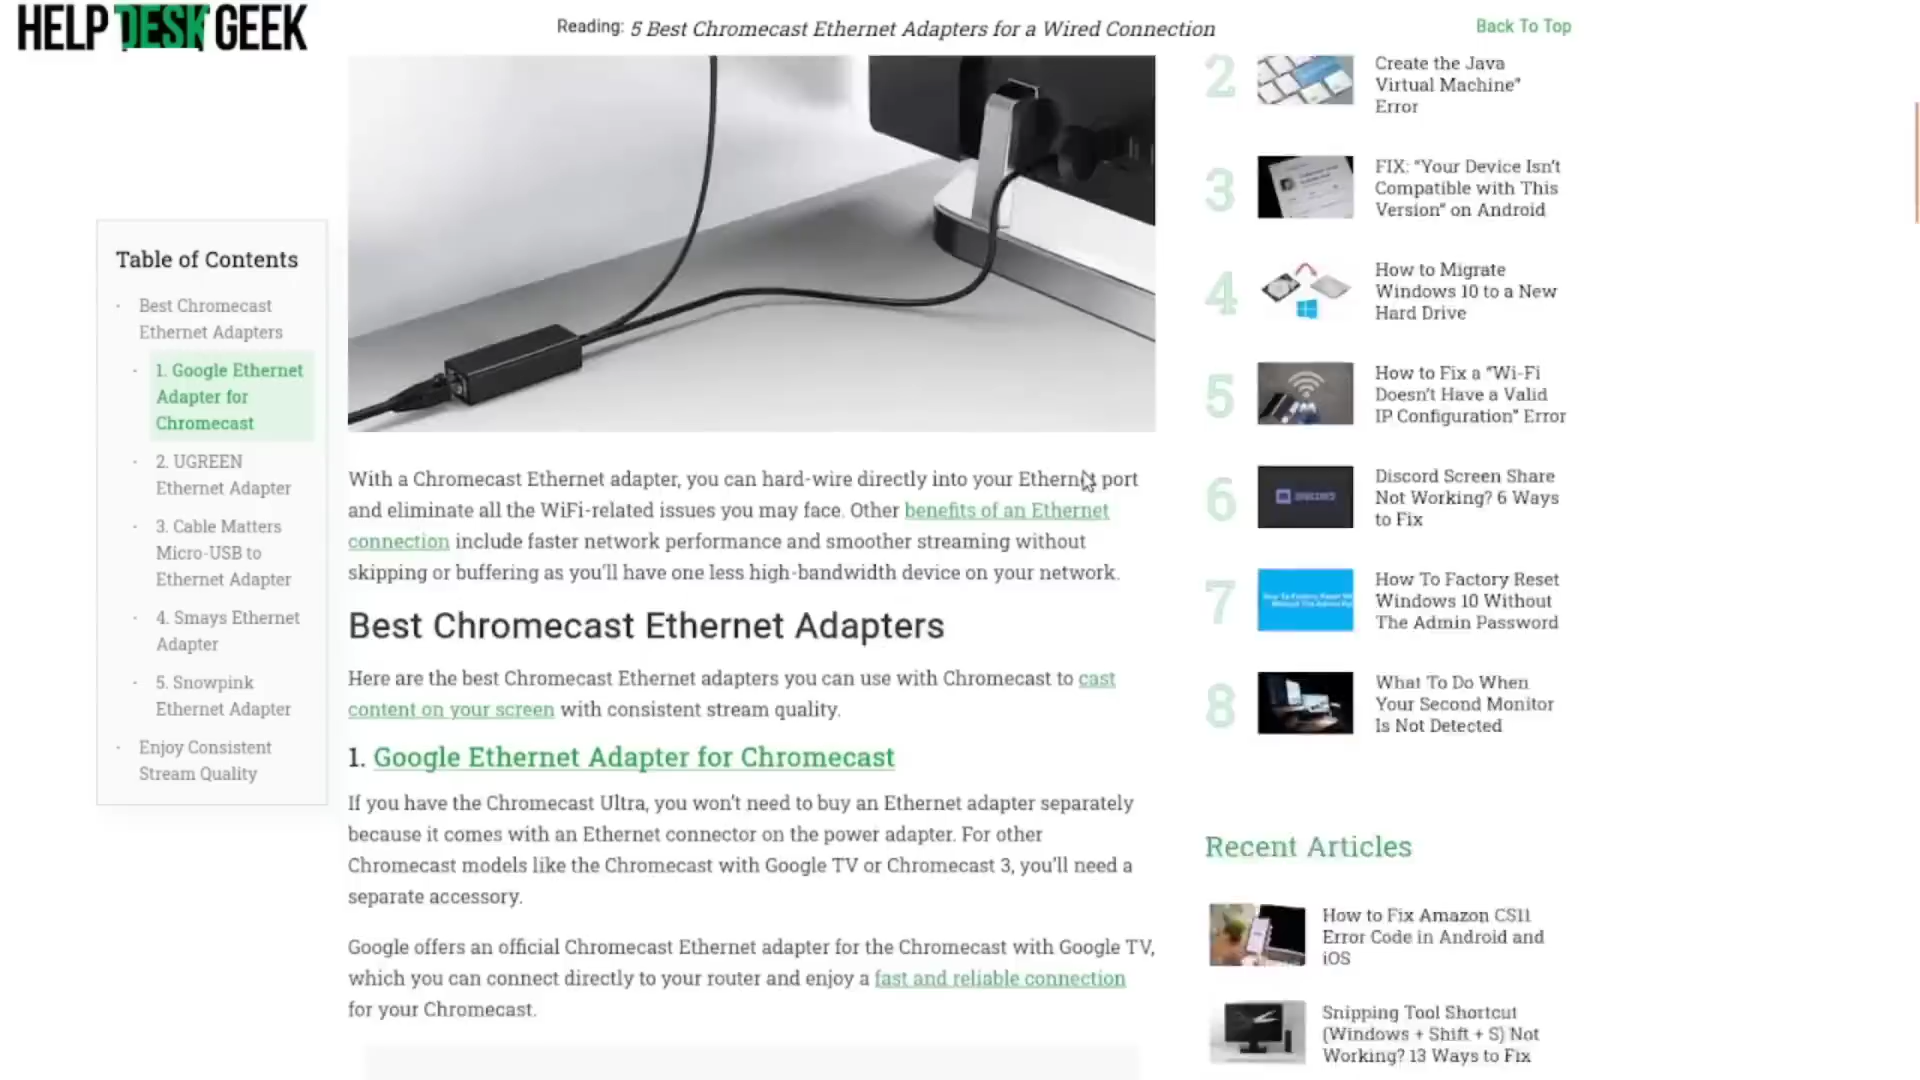 HELP DESK GEEK
Reading: 5 Best Chromecast Ethernet Adapters for a Wired Connection
Back To Top
Table of Contents
Best Chromecast
Ethernet Adapters
1. Google Ethernet
Adapter for
Chromecast
2. UGREEN
Ethernet Adapter
3. Cable Matters
Micro-USB to
Ethernet Adapter
4. Smays Ethernet
Adapter
5. Snowpink
Ethernet Adapter
Enjoy Consistent
Stream Quality
With a Chromecast Ethernet adapter, you can hard-wire directly into your Ethernet port
and eliminate all the WiFi-related issues you may face. Other benefits of an Ethernet
connection include faster network performance and smoother streaming without
skipping or buffering as you'll have one less high-bandwidth device on your network.
Best Chromecast Ethernet Adapters
Here are the best Chromecast Ethernet adapters you can use with Chromecast to cast
content on your screen with consistent stream quality.
1. Google Ethernet Adapter for Chromecast
If you have the Chromecast Ultra, you won't need to buy an Ethernet adapter separately
because it comes with an Ethernet connector on the power adapter. For other
Chromecast models like the Chromecast with Google TV or Chromecast 3, you'll need a
separate accessory.
Google offers an official Chromecast Ethernet adapter for the Chromecast with Google TV,
which you can connect directly to your router and enjoy a fast and reliable connection
for your Chromecast.
2
Create the Java
Virtual Machine"
Error
3
FIX: "Your Device Isn't
Compatible with This
Version" on Android
4
How to Migrate
Windows 10 to a New
Hard Drive
5
How to Fix a "Wi-Fi
Doesn't Have a Valid
IP Configuration" Error
6
DISCORD
Discord Screen Share
Not Working? 6 Ways
to Fix
7
How To Factory Reset
Windows 10 Without
The Admin Password
8
What To Do When
Your Second Monitor
Is Not Detected
Recent Articles
How to Fix Amazon CS11
Error Code in Android and
iOS
Snipping Tool Shortcut
(Windows + Shift + S) Not
Working? 13 Ways to Fix